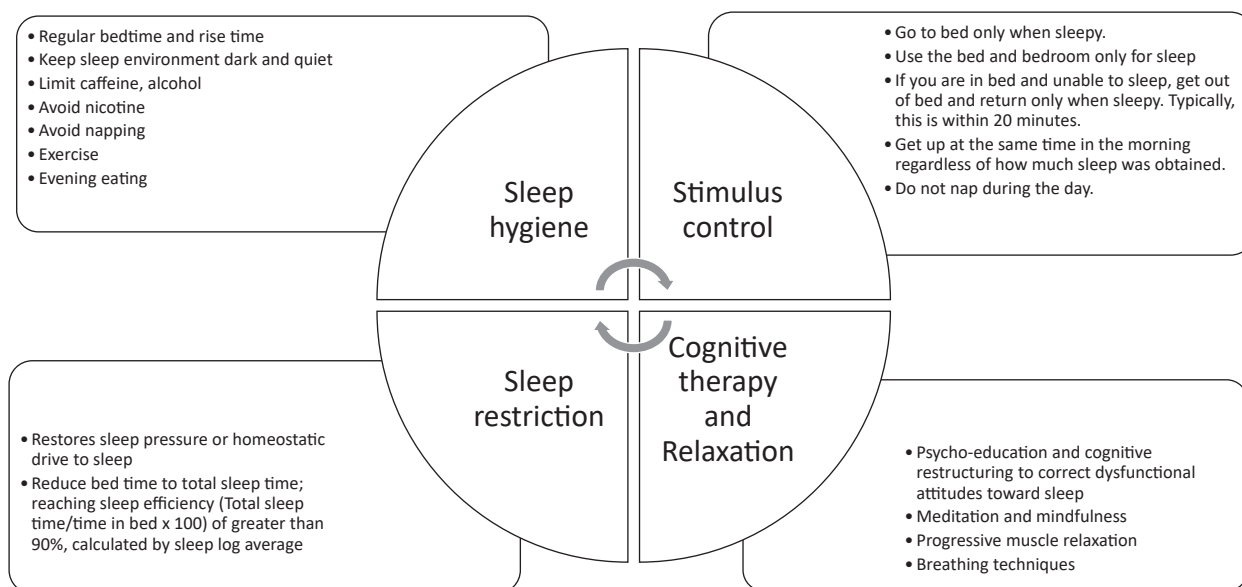 • Regular bedtime and rise time
• Keep sleep environment dark and quiet
• Limit caffeine, alcohol
• Avoid nicotine
• Avoid napping
• Exercise
• Evening eating
• Go to bed only when sleepy.
• Use the bed and bedroom only for sleep
• If you are in bed and unable to sleep, get out
of bed and return only when sleepy. Typically,
this is within 20 minutes.
• Get up at the same time in the morning
regardless of how much sleep was obtained.
• Do not nap during the day.
Sleep
hygiene
Stimulus
control
Sleep
restriction
Cognitive
therapy
and
Relaxation
• Restores sleep pressure or homeostatic
drive to sleep
• Reduce bed time to total sleep time;
reaching sleep efficiency (Total sleep
time/time in bed x 100) of greater than
90%, calculated by sleep log average
• Psycho-education and cognitive
restructuring to correct dysfunctional
attitudes toward sleep
• Meditation and mindfulness
• Progressive muscle relaxation
• Breathing techniques